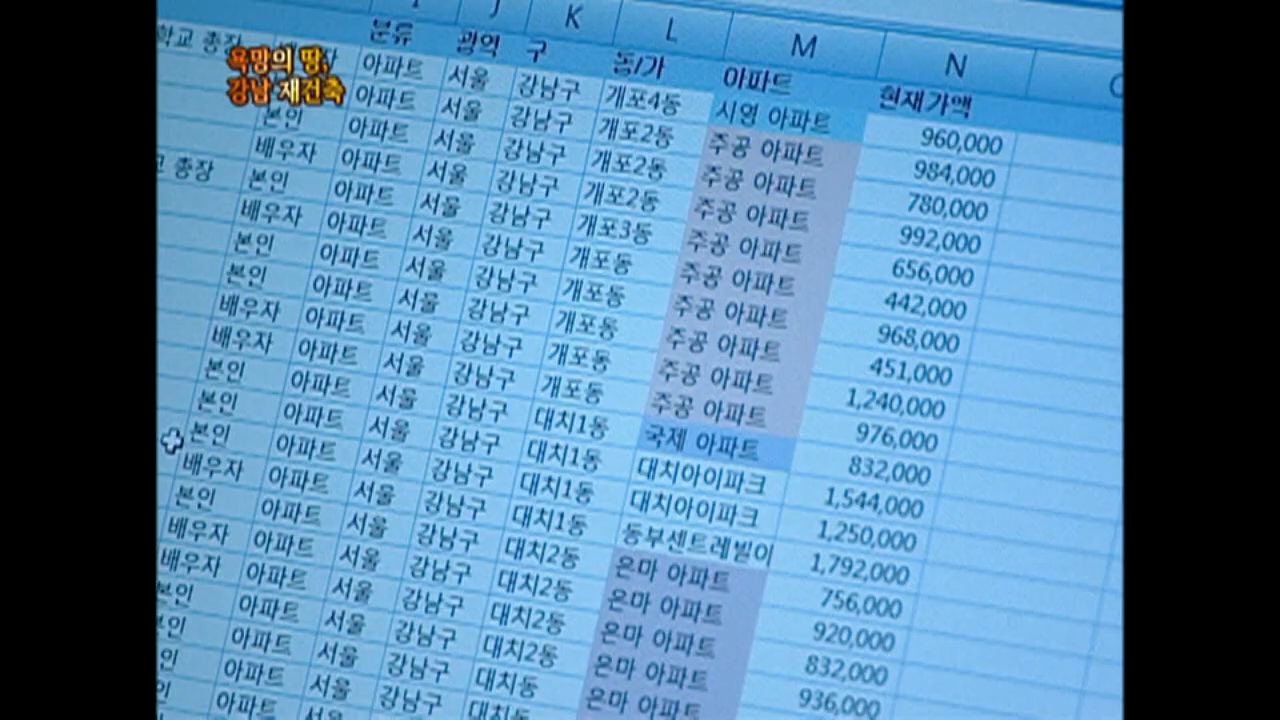 욕망의 땅,
강남 재건축
J K L M N
분류 광역 구 동/가 아파트 현재가액
학교 총장 아파트 서울 강남구 개포4동 시영 아파트 960,000
아파트 서울 강남구 개포2동 주공 아파트 984,000
본인 아파트 서울 강남구 개포2동 주공 아파트 780,000
배우자 아파트 서울 강남구 개포2동 주공 아파트 992,000
교 총장 본인 아파트 서울 강남구 개포3동 주공 아파트 656,000
배우자 아파트 서울 강남구 개포동 주공 아파트 442,000
본인 아파트 서울 강남구 개포동 주공 아파트 968,000
본인 아파트 서울 강남구 개포동 주공 아파트 451,000
배우자 아파트 서울 강남구 개포동 주공 아파트 1,240,000
배우자 아파트 서울 강남구 개포동 주공 아파트 976,000
본인 아파트 서울 강남구 대치1동 국제 아파트 832,000
본인 아파트 서울 강남구 대치1동 대치아이파크 1,544,000
본인 아파트 서울 강남구 대치1동 대치아이파크 1,250,000
배우자 아파트 서울 강남구 대치1동 동부센트레빌아 1,792,000
본인 아파트 서울 강남구 대치2동 은마 아파트 756,000
배우자 아파트 서울 강남구 대치2동 은마 아파트 920,000
배우자 아파트 서울 강남구 대치2동 은마 아파트 832,000
본인 아파트 서울 강남구 대치2동 은마 아파트 936,000
아파트 서울 강남구 대치동 은마 아파트
아파트 서울 강남구 대치동